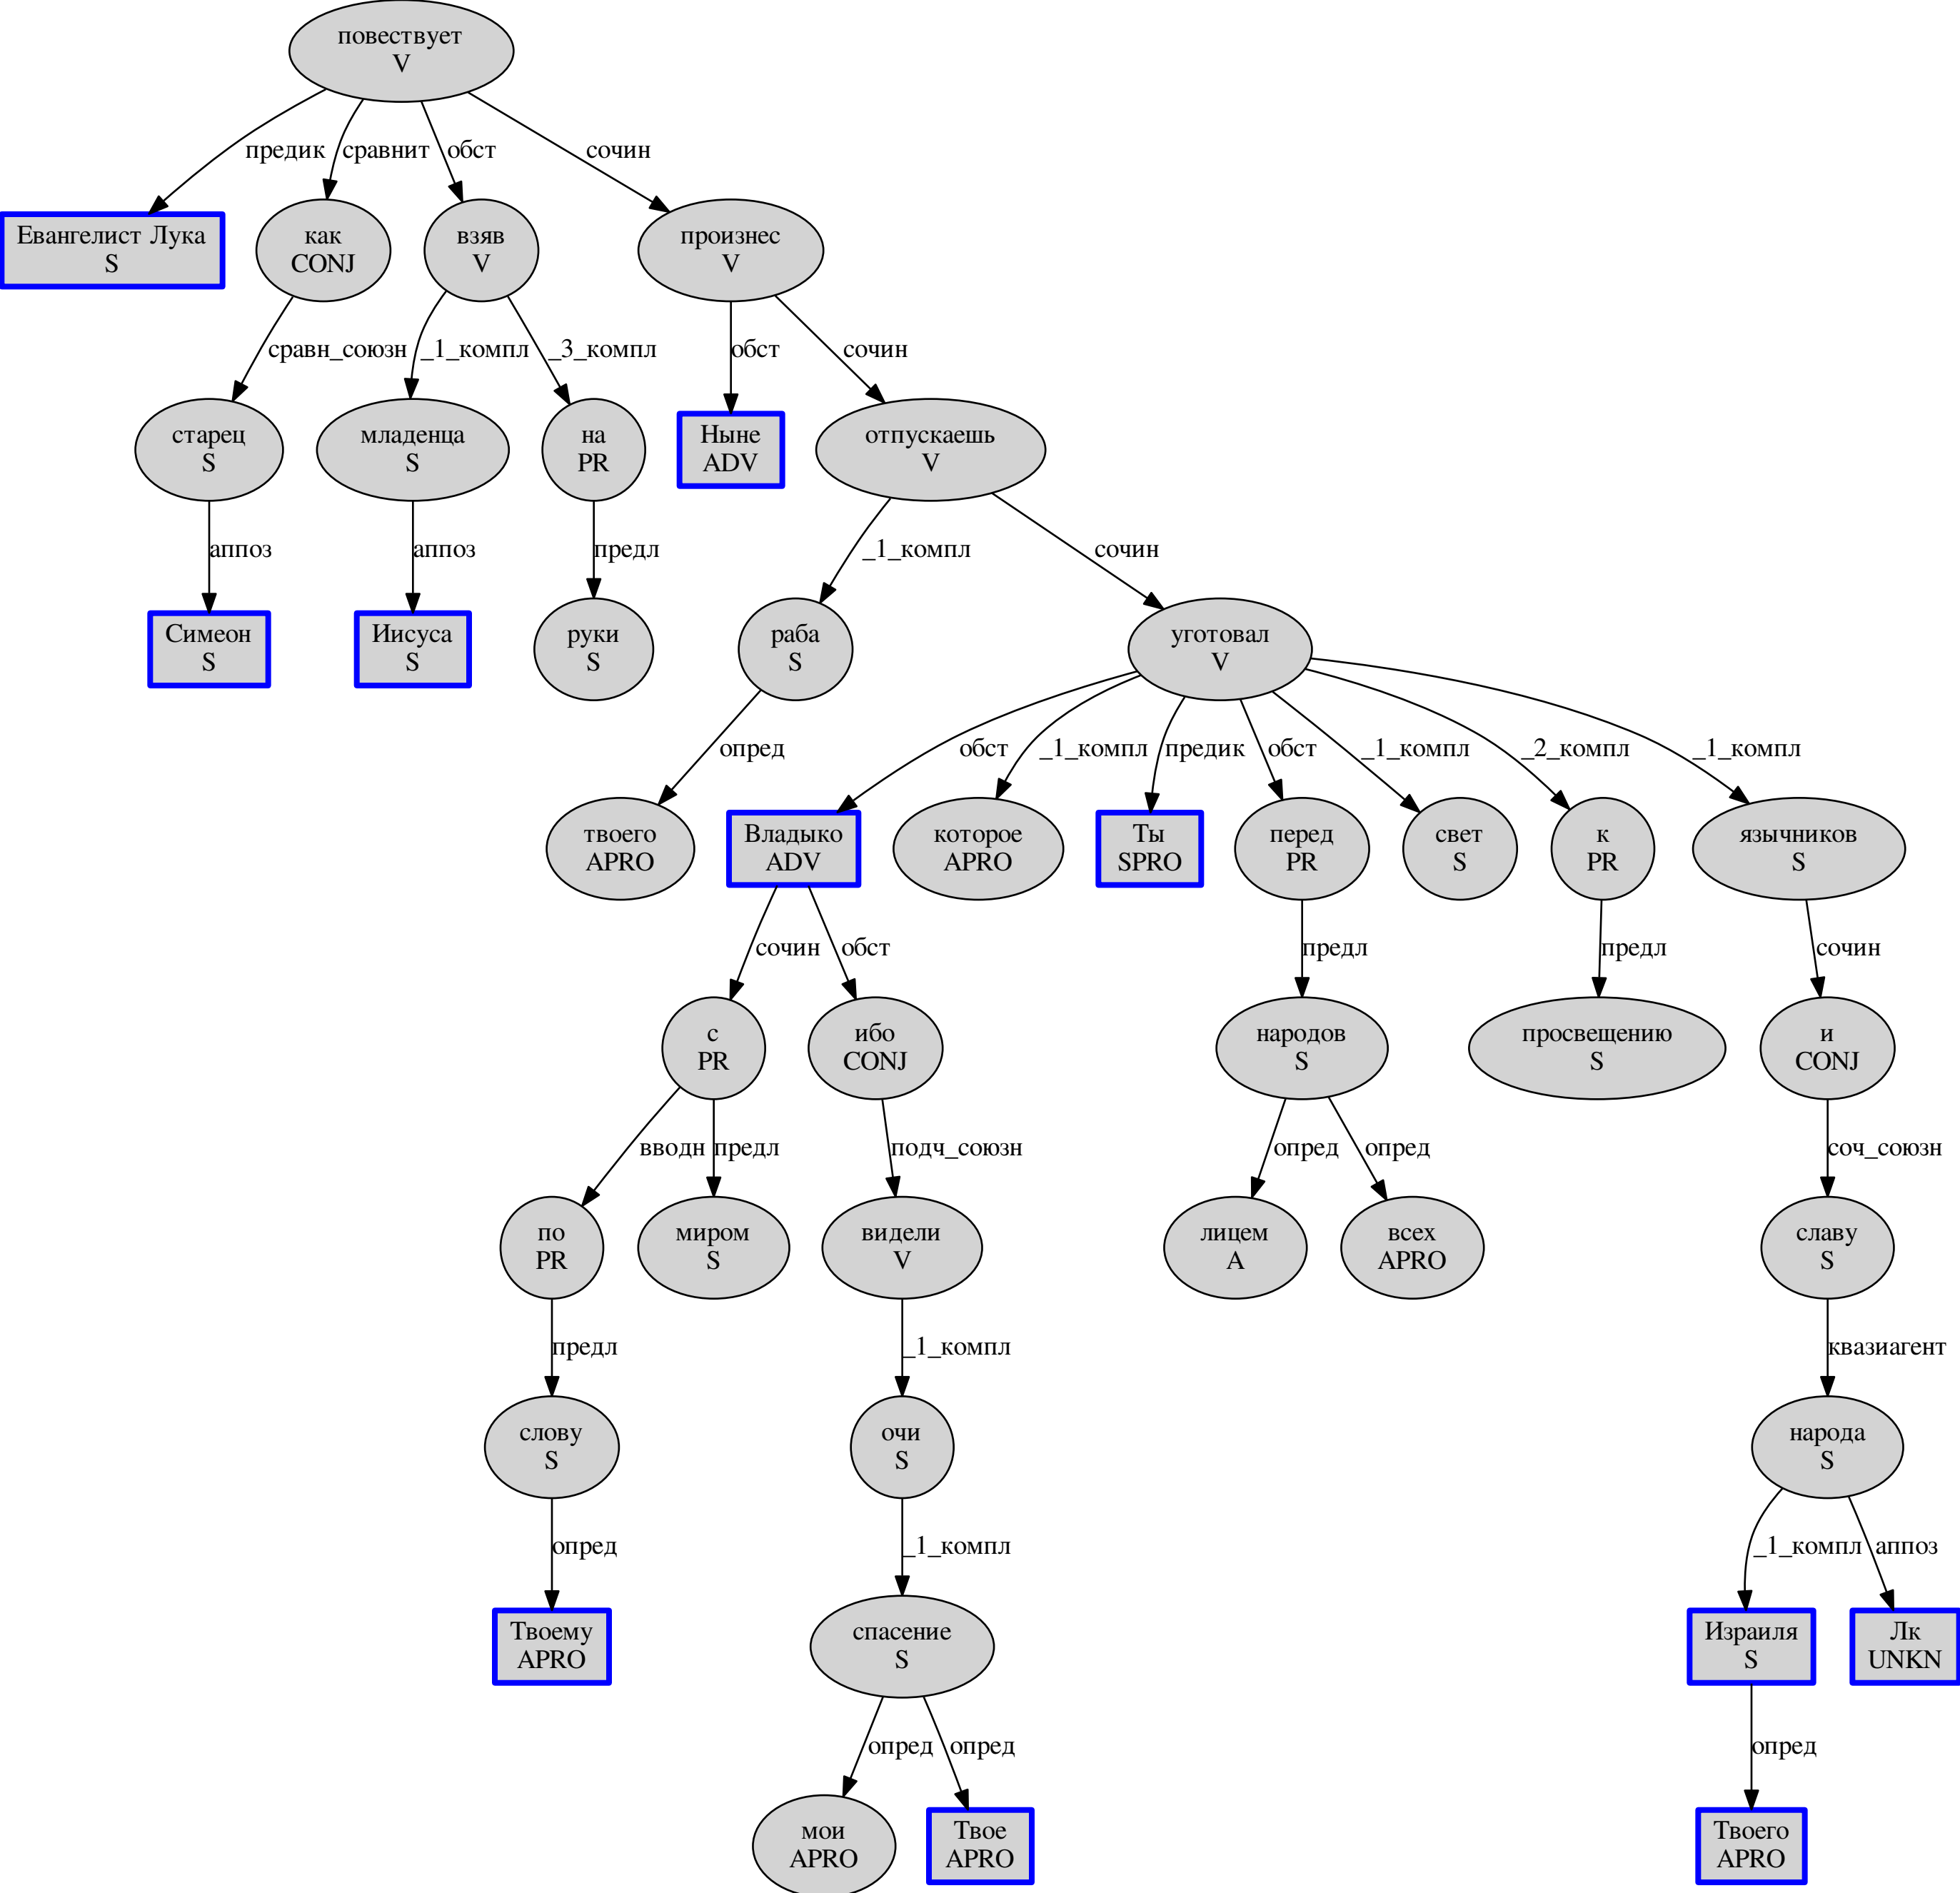 повествует
V
предик
сравнит
обст
сочин
Евангелист Лука
S
как
CONJ
взяв
V
произнес
V
сравн_союзн
_1_компл
_3_компл
обст
сочин
старец
S
младенца
S
на
PR
Ныне
ADV
отпускаешь
V
аппоз
аппоз
предл
_1_компл
сочин
Симеон
S
Иисуса
S
руки
S
раба
S
уготовал
V
опред
обст
_1_компл
предик
обст
_1_компл
_2_компл
_1_компл
твоего
APRO
Владыко
ADV
которое
APRO
Ты
SPRO
перед
PR
свет
S
к
PR
язычников
S
сочин
обст
предл
предл
сочин
с
PR
ибо
CONJ
народов
S
просвещению
S
и
CONJ
вводн
предл
подч_союзн
опред
опред
соч_союзн
по
PR
миром
S
видели
V
лицем
A
всех
APRO
славу
S
предл
_1_компл
квазиагент
слову
S
очи
S
народа
S
опред
_1_компл
_1_компл
аппоз
Твоему
APRO
спасение
S
Израиля
S
Лк
UNKN
опред
опред
опред
мои
APRO
Твое
APRO
Твоего
APRO